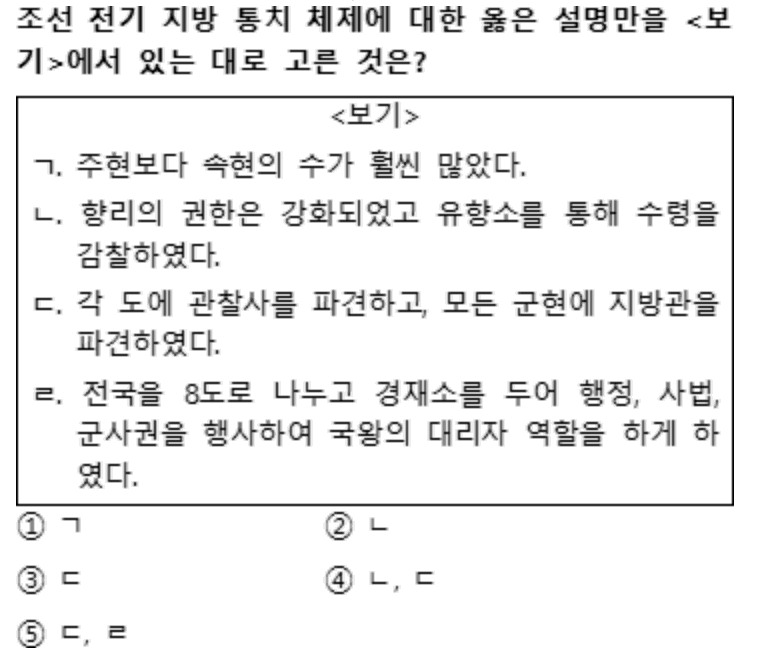 조선 전기 지방 통치 체제에 대한 옳은 설명만을 <보
기>에서 있는 대로 고른 것은?
<보기>
ㄱ. 주현보다 속현의 수가 훨씬 많았다.
ㄴ. 향리의 권한은 강화되었고 유향소를 통해 수령을
감찰하였다.
ㄷ. 각 도에 관찰사를 파견하고, 모든 군현에 지방관을
파견하였다.
ㄹ. 전국을 8도로 나누고 경재소를 두어 행정, 사법,
군사권을 행사하여 국왕의 대리자 역할을 하게 하
였다.
① ㄱ ② ㄴ
③ ㄷ ④ ㄴ, ㄷ
⑤ ㄷ, ㄹ